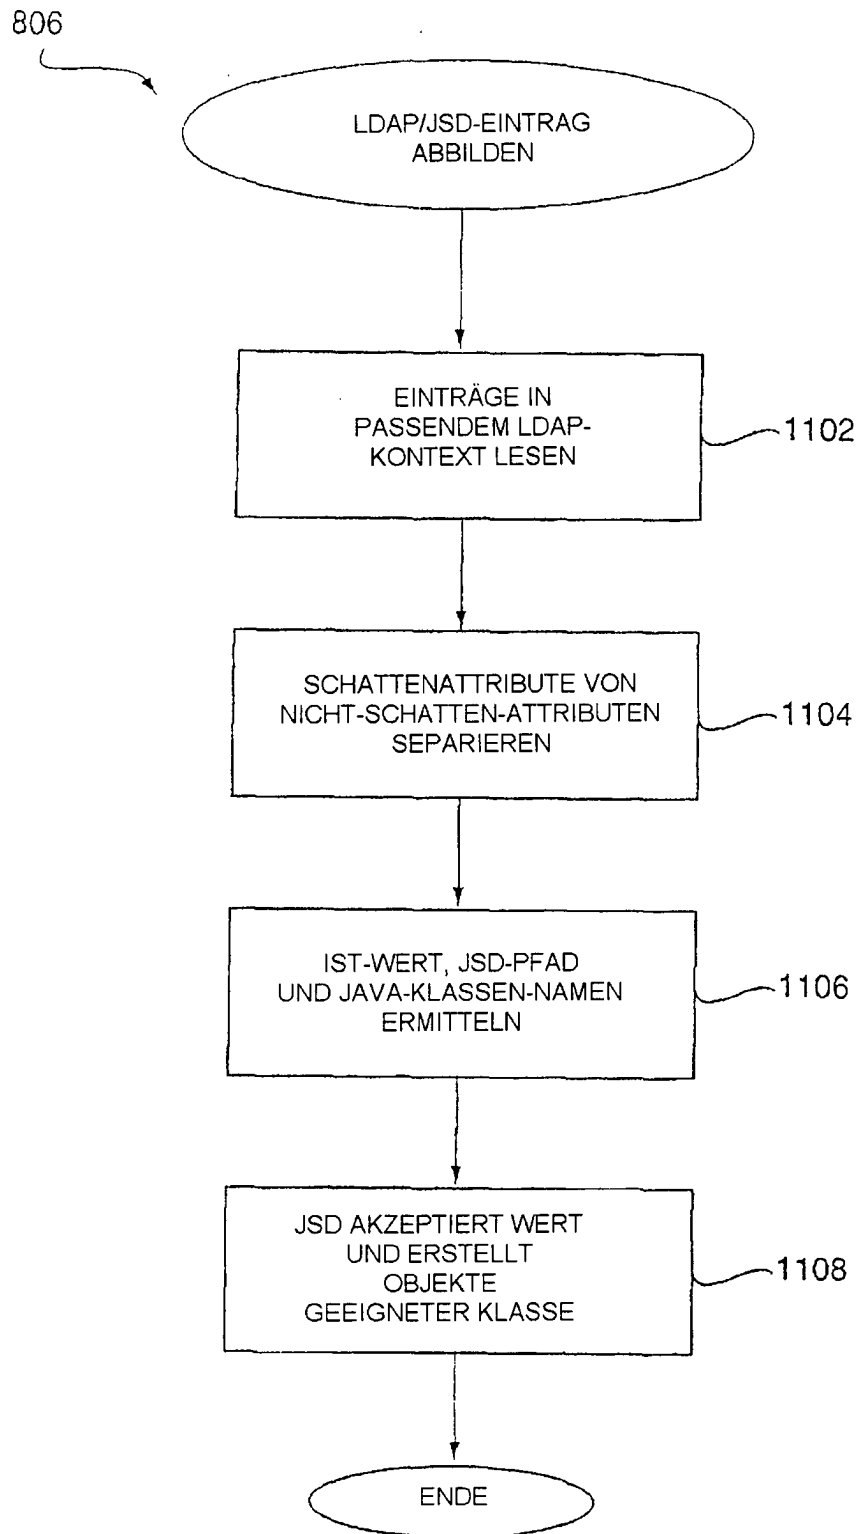 806
LDAP/JSD-EINTRAG
ABBILDEN
EINTRÄGE IN
PASSENDEM LDAP-
KONTEXT LESEN
1102
SCHATTENATTRIBUTE VON
NICHT-SCHATTEN-ATTRIBUTEN
SEPARIEREN
1104
IST-WERT, JSD-PFAD
UND JAVA-KLASSEN-NAMEN
ERMITTELN
1106
JSD AKZEPTIERT WERT
UND ERSTELLT
OBJEKTE
GEEIGNETER KLASSE
1108
ENDE